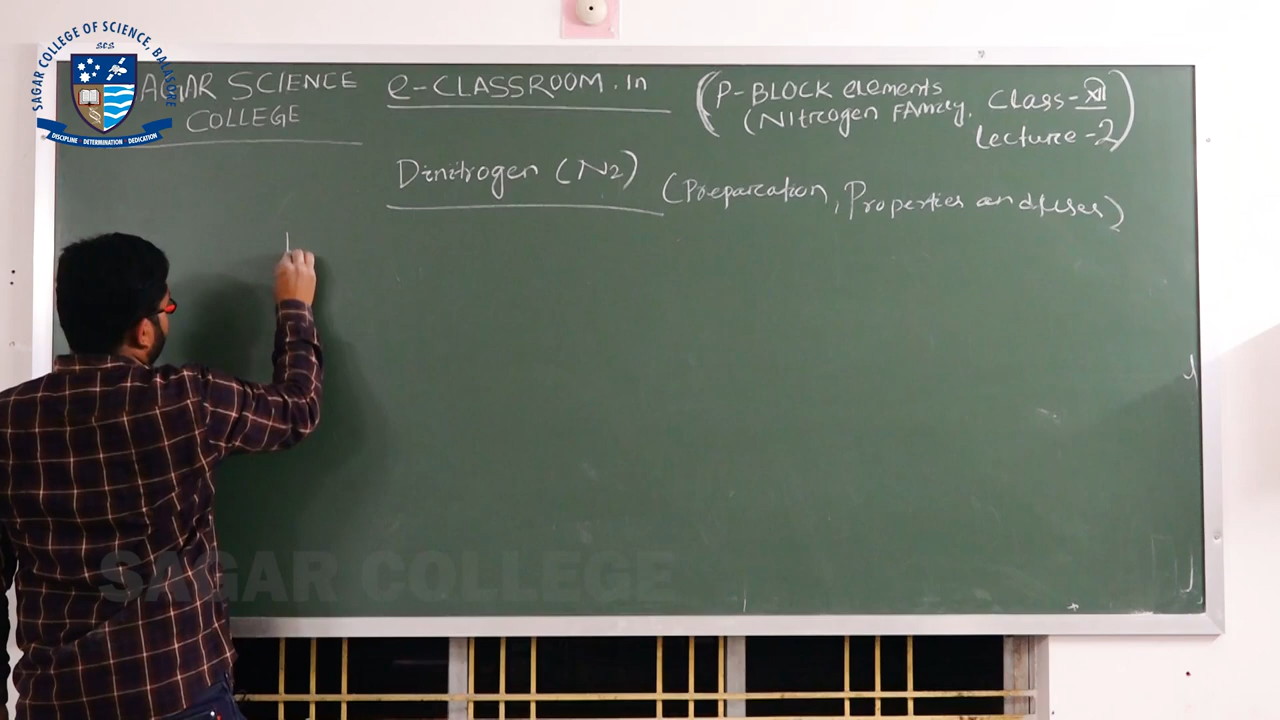 SAGAR COLLEGE OF SCIENCE, BALASORE
SCS
DISCIPLINE · DETERMINATION · DEDICATION
AGAR SCIENCE
COLLEGE
e-CLASSROOM.In
(P-BLOCK elements
(Nitrogen FAMily, Class-XII
Lecture-2)
Dinitrogen (N2)
(Preparation, Properties and uses)
SAGAR COLLEGE